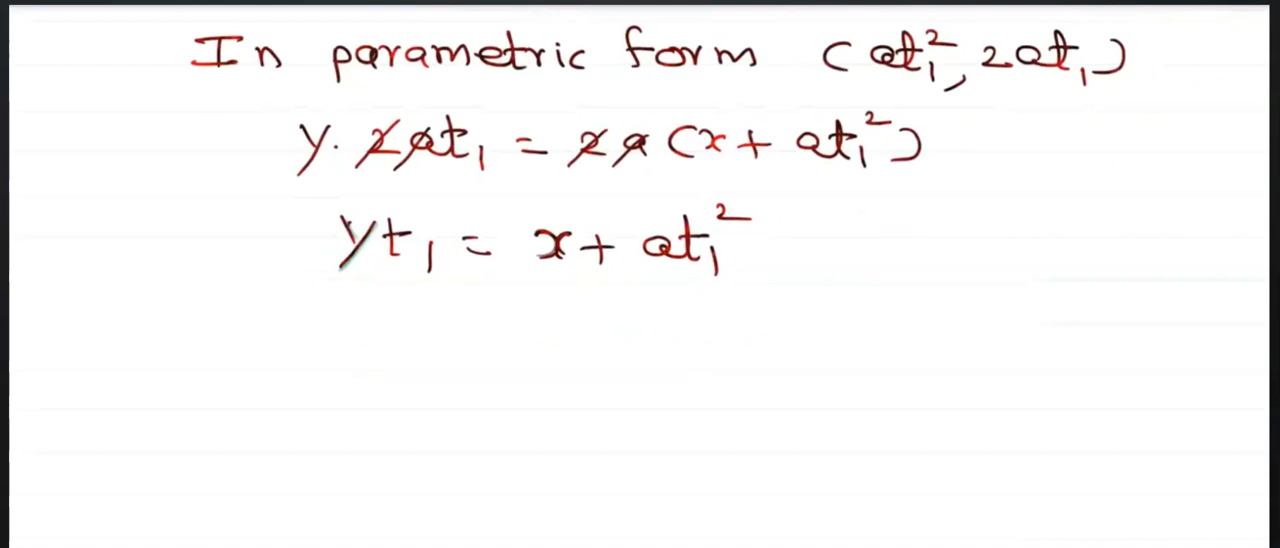 In parametric form (at₁², 2at₁)
y. 2at₁ = 2a (x + at₁²)
yt₁ = x + at₁²